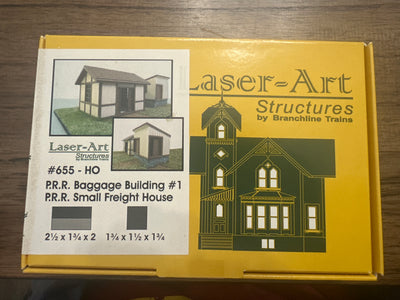 Laser-Art
Structures
by Branchline Trains
Laser-Art
Structures
#655 - HO
P.R.R. Baggage Building #1
P.R.R. Small Freight House
2½ x 1¾ x 2
1¾ x 1½ x 1¾